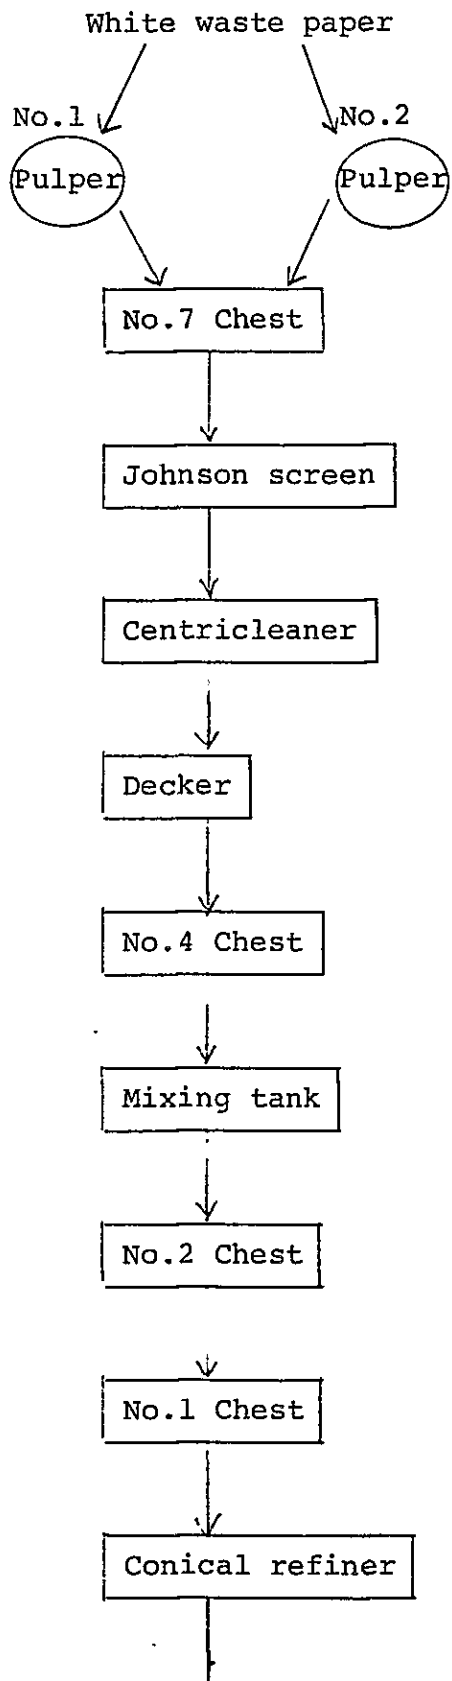 White waste paper
No.1
No.2
Pulper
Pulper
No.7 Chest
Johnson screen
Centricleaner
Decker
No.4 Chest
Mixing tank
No.2 Chest
No.1 Chest
Conical refiner